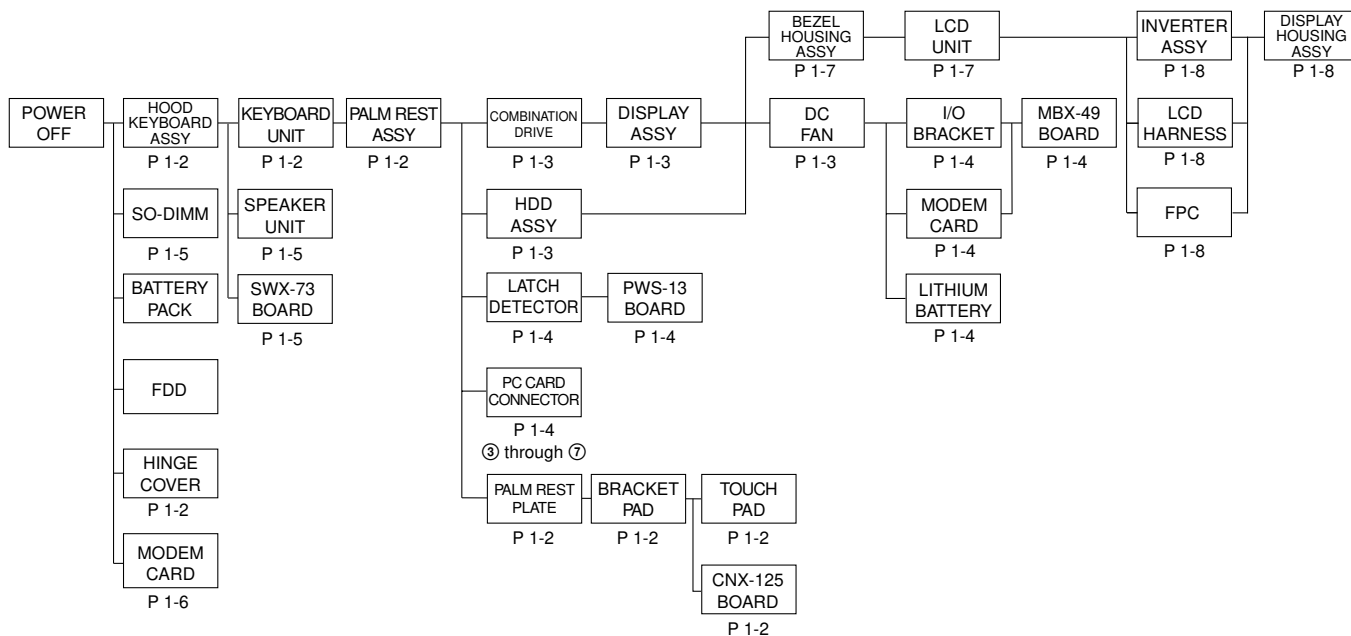 BEZEL
HOUSING
ASSY
P 1-7
LCD
UNIT
P 1-7
INVERTER
ASSY
P 1-8
DISPLAY
HOUSING
ASSY
P 1-8
POWER
OFF
HOOD
KEYBOARD
ASSY
P 1-2
KEYBOARD
UNIT
P 1-2
PALM REST
ASSY
P 1-2
COMBINATION
DRIVE
P 1-3
DISPLAY
ASSY
P 1-3
DC
FAN
P 1-3
I/O
BRACKET
P 1-4
MBX-49
BOARD
P 1-4
LCD
HARNESS
P 1-8
SO-DIMM
P 1-5
SPEAKER
UNIT
P 1-5
HDD
ASSY
P 1-3
MODEM
CARD
P 1-4
FPC
P 1-8
BATTERY
PACK
SWX-73
BOARD
P 1-5
LATCH
DETECTOR
P 1-4
PWS-13
BOARD
P 1-4
LITHIUM
BATTERY
P 1-4
FDD
PC CARD
CONNECTOR
P 1-4
③ through ⑦
HINGE
COVER
P 1-2
PALM REST
PLATE
P 1-2
BRACKET
PAD
P 1-2
TOUCH
PAD
P 1-2
MODEM
CARD
P 1-6
CNX-125
BOARD
P 1-2